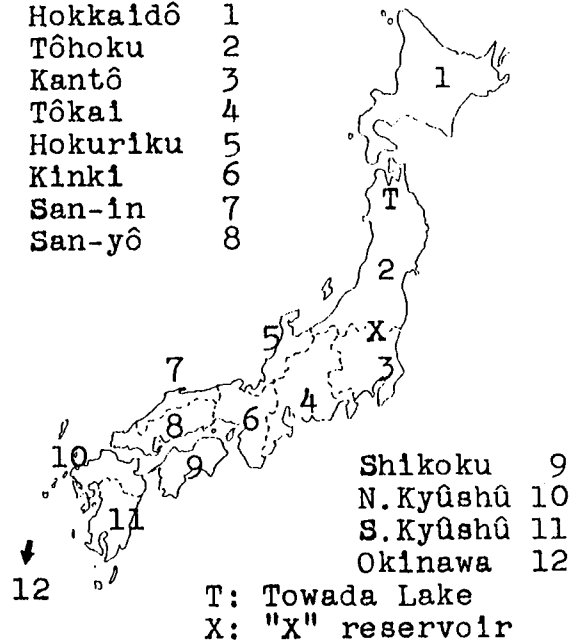 Hokkaidô 1
Tôhoku 2
Kantô 3
Tôkai 4
Hokuriku 5
Kinki 6
San-in 7
San-yô 8
1
T
2
X
5
3
7
4
6
8
10
9
11
12
Shikoku 9
N.Kyûshû 10
S.Kyûshû 11
Okinawa 12
T: Towada Lake
X: "X" reservoir